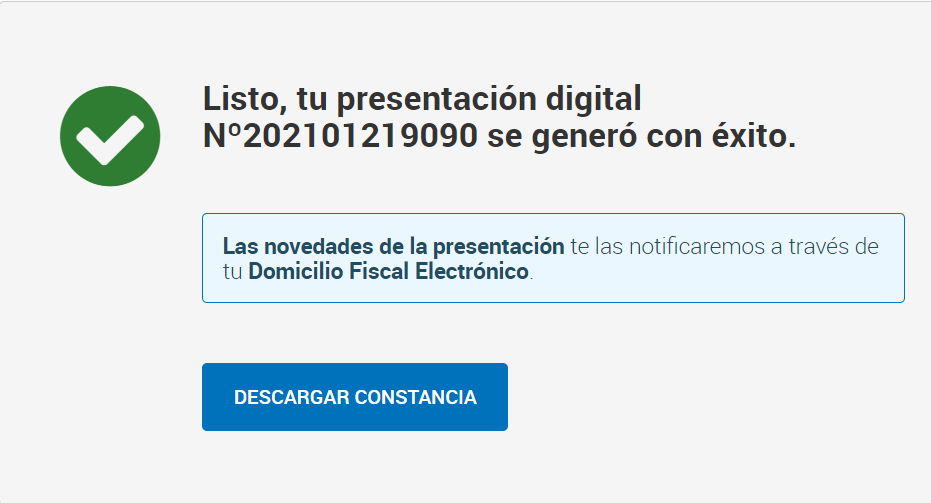 Listo, tu presentación digital
Nº202101219090 se generó con éxito.
Las novedades de la presentación te las notificaremos a través de
tu Domicilio Fiscal Electrónico.
DESCARGAR CONSTANCIA